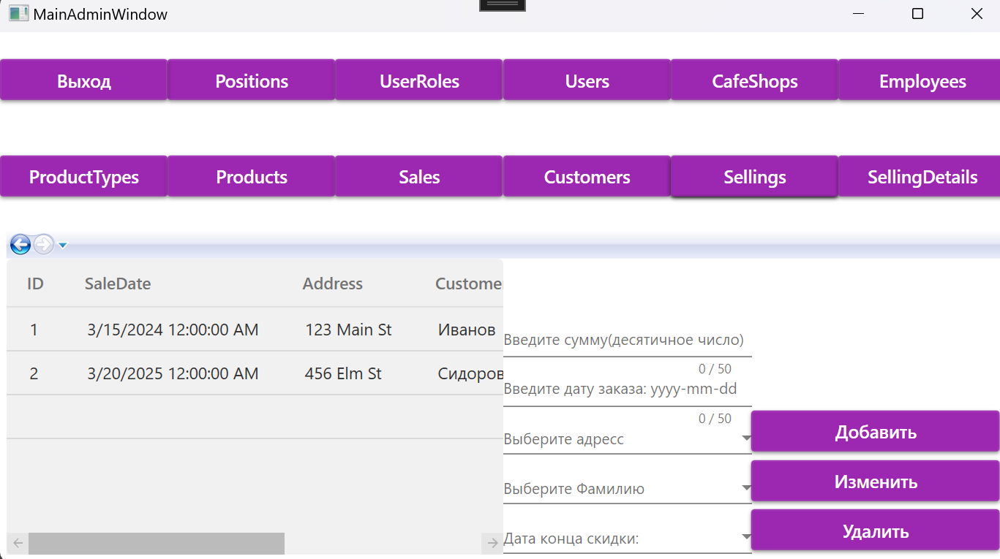 MainAdminWindow
Выход Positions UserRoles Users CafeShops Employees
ProductTypes Products Sales Customers Sellings SellingDetails
ID SaleDate Address Custome
1 3/15/2024 12:00:00 AM 123 Main St Иванов
2 3/20/2025 12:00:00 AM 456 Elm St Сидоров
Введите сумму(десятичное число)
0 / 50
Введите дату заказа: yyyy-mm-dd
0 / 50
Выберите адресс
Добавить
Выберите Фамилию
Изменить
Дата конца скидки:
Удалить